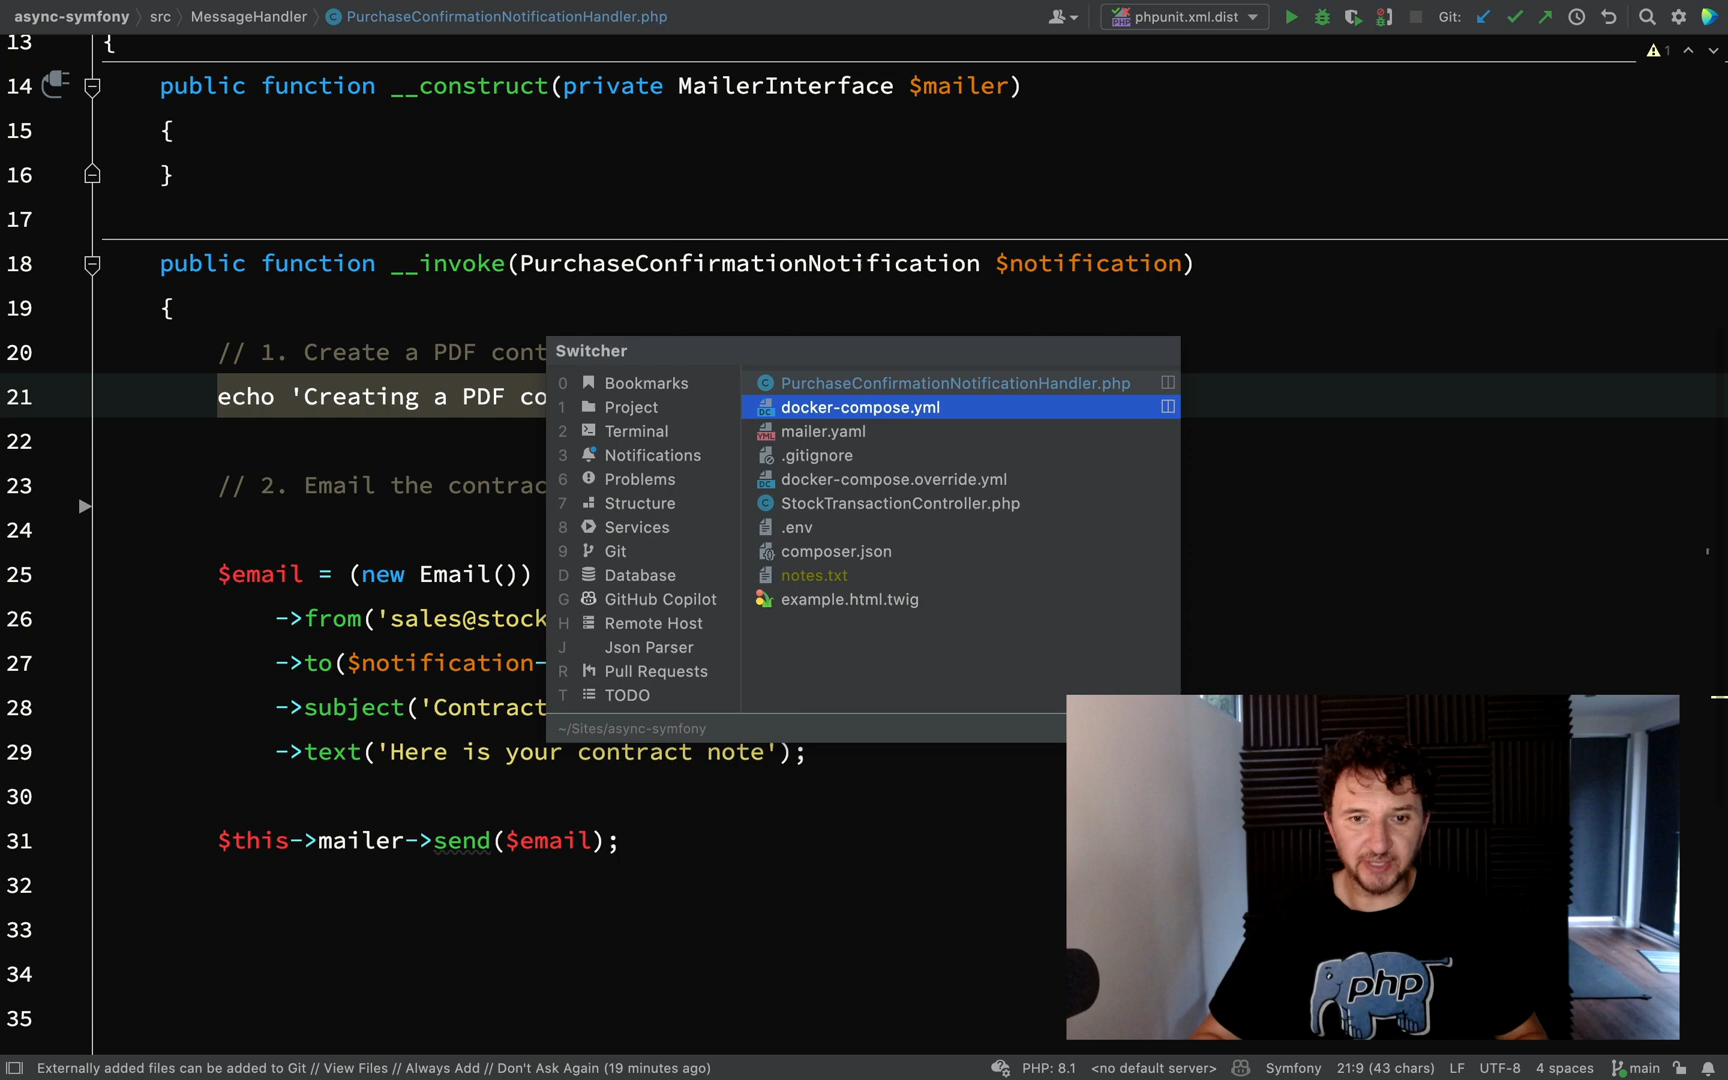 async-symfony src MessageHandler PurchaseConfirmationNotificationHandler.php phpunit.xml.dist Git:
13 {
1
14 public function __construct(private MailerInterface $mailer)
15 {
16 }
17
18 public function __invoke(PurchaseConfirmationNotification $notification)
19 {
20 // 1. Create a PDF cont
21 echo 'Creating a PDF co
22
23 // 2. Email the contrac
24
25 $email = (new Email())
26 ->from('sales@stock
27 ->to($notification-
28 ->subject('Contract
29 ->text('Here is your contract note');
30
31 $this->mailer->send($email);
32
33
34
35
Switcher
0 Bookmarks
1 Project
2 Terminal
3 Notifications
6 Problems
7 Structure
8 Services
9 Git
D Database
G GitHub Copilot
H Remote Host
J Json Parser
R Pull Requests
T TODO
PurchaseConfirmationNotificationHandler.php
docker-compose.yml
mailer.yaml
.gitignore
docker-compose.override.yml
StockTransactionController.php
.env
composer.json
notes.txt
example.html.twig
~/Sites/async-symfony
php
Externally added files can be added to Git // View Files // Always Add // Don't Ask Again (19 minutes ago) PHP: 8.1 <no default server> Symfony 21:9 (43 chars) LF UTF-8 4 spaces main